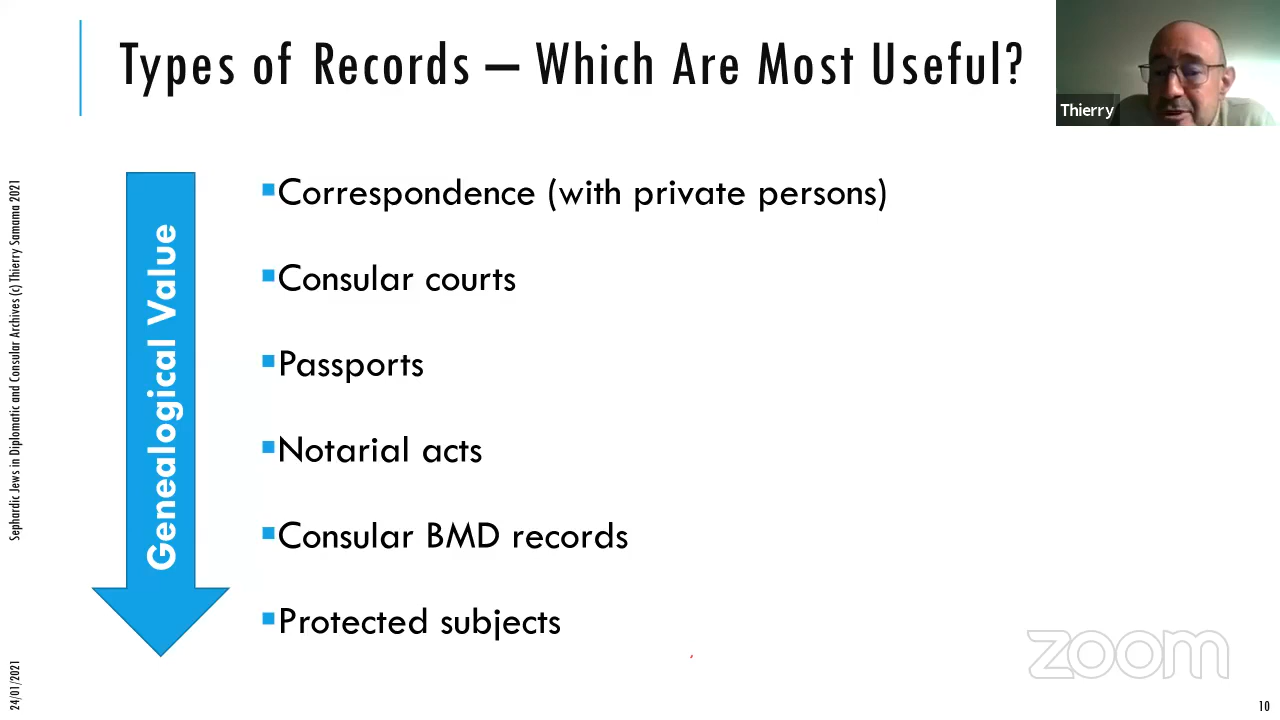 Types of Records – Which Are Most Useful?
Thierry
Sephardic Jews in Diplomatic and Consular Archives (c) Thierry Samama 2021
Genealogical Value
▪Correspondence (with private persons)
▪Consular courts
▪Passports
▪Notarial acts
▪Consular BMD records
▪Protected subjects
zoom
24/01/2021
10